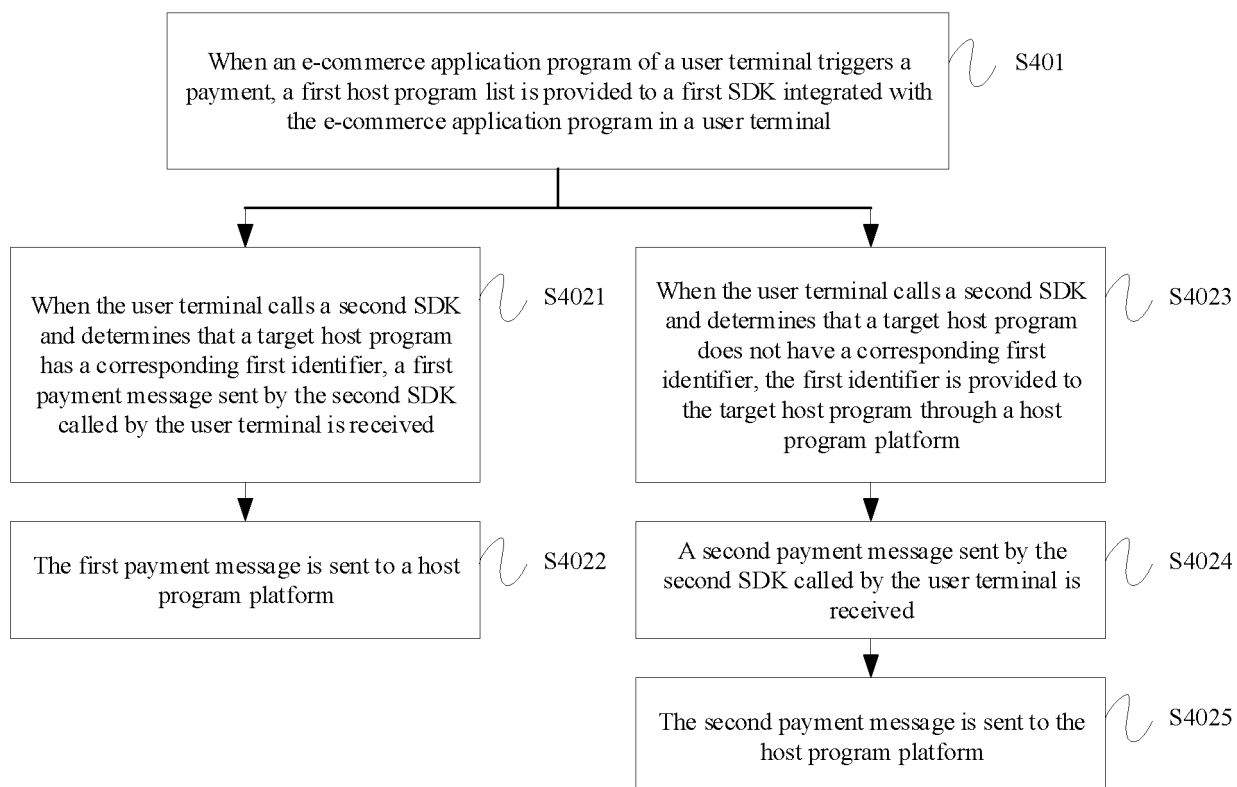 When an e-commerce application program of a user terminal triggers a
payment, a first host program list is provided to a first SDK integrated with
the e-commerce application program in a user terminal
S401
When the user terminal calls a second SDK
and determines that a target host program
has a corresponding first identifier, a first
payment message sent by the second SDK
called by the user terminal is received
S4021
When the user terminal calls a second SDK
and determines that a target host program
does not have a corresponding first
identifier, the first identifier is provided to
the target host program through a host
program platform
S4023
The first payment message is sent to a host
program platform
S4022
A second payment message sent by the
second SDK called by the user terminal is
received
S4024
The second payment message is sent to the
host program platform
S4025